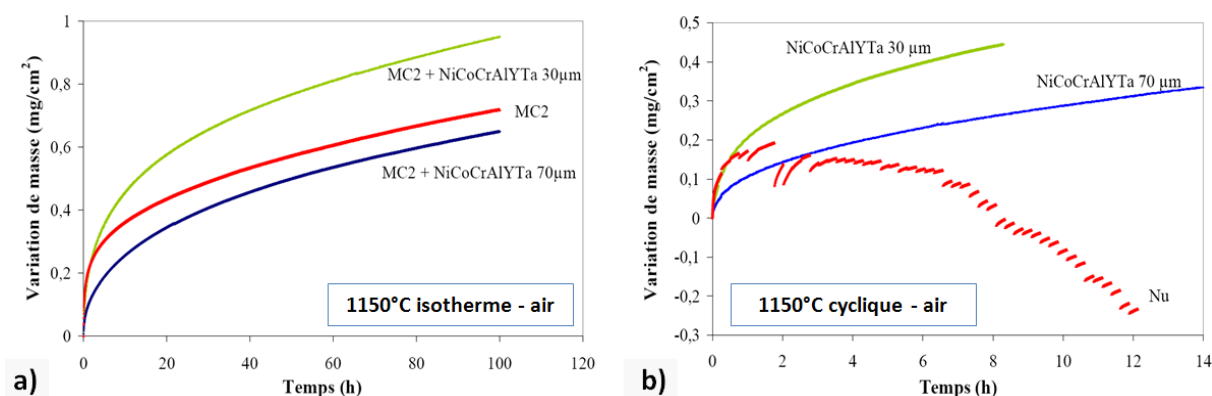 Variation de masse (mg/cm²)
1
0,8
0,6
0,4
0,2
0
MC2 + NiCoCrAlYTa 30µm
MC2
MC2 + NiCoCrAlYTa 70µm
1150°C isotherme - air
0 20 40 60 80 100 120
Temps (h)
a)
Variation de masse (mg/cm²)
0,5
0,4
0,3
0,2
0,1
0
-0,1
-0,2
-0,3
NiCoCrAlYTa 30 µm
NiCoCrAlYTa 70 µm
Nu
1150°C cyclique - air
0 2 4 6 8 10 12 14
Temps (h)
b)